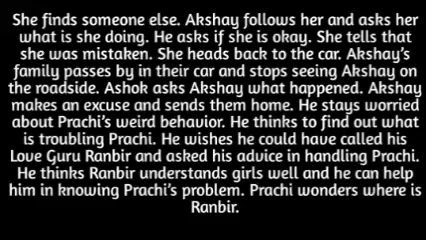 She finds someone else. Akshay follows her and asks her
what is she doing. He asks if she is okay. She tells that
she was mistaken. She heads back to the car. Akshay's
family passes by in their car and stops seeing Akshay on
the roadside. Ashok asks Akshay what happened. Akshay
makes an excuse and sends them home. He stays worried
about Prachi's weird behavior. He thinks to find out what
is troubling Prachi. He wishes he could have called his
Love Guru Ranbir and asked his advice in handling Prachi.
He thinks Ranbir understands girls well and he can help
him in knowing Prachi's problem. Prachi wonders where is
Ranbir.